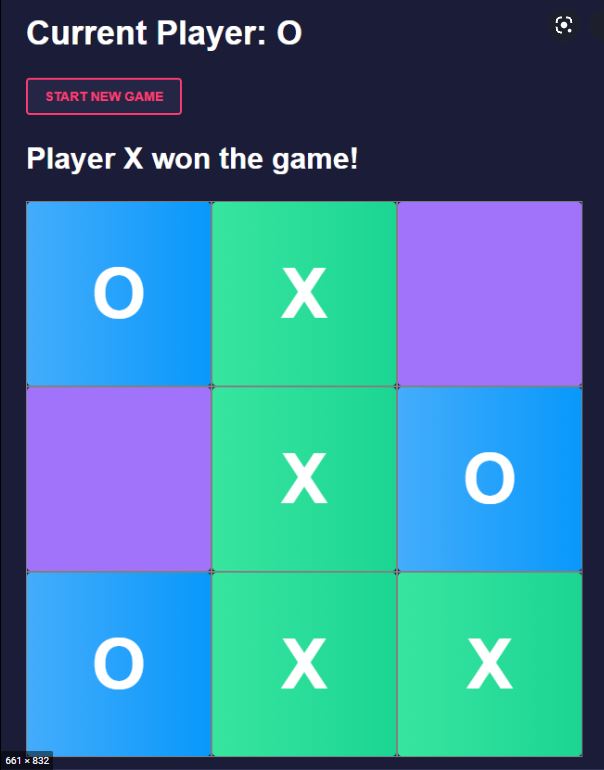 Current Player: O
START NEW GAME
Player X won the game!
O X
X O
O X X
661 × 832